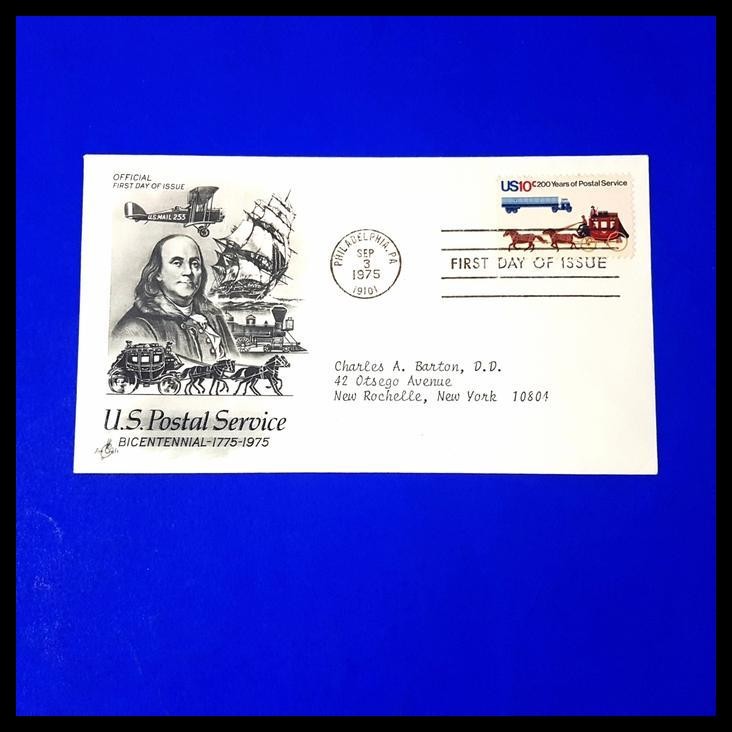 OFFICIAL
FIRST DAY OF ISSUE
U.S. MAIL 255
US10c 200 Years of Postal Service
PHILADELPHIA, PA
SEP
3
1975
19101
FIRST DAY OF ISSUE
Charles A. Barton, D.D.
42 Otsego Avenue
New Rochelle, New York 10804
U.S. Postal Service
BICENTENNIAL-1775-1975